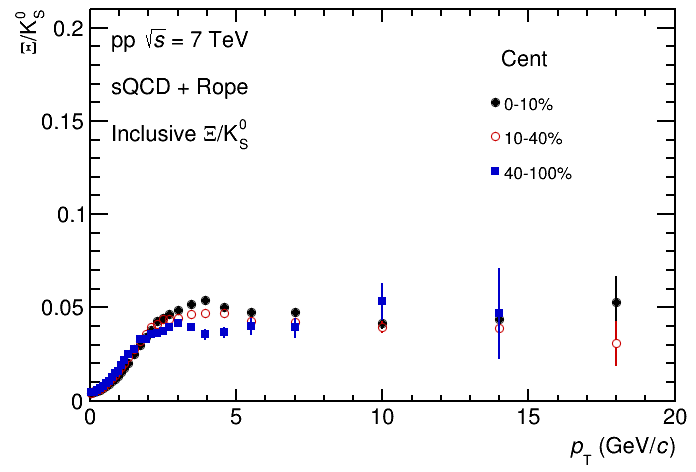 Ξ/K⁰_S
0.2
0.15
0.1
0.05
0
pp √s = 7 TeV
sQCD + Rope
Inclusive Ξ/K⁰_S
Cent
0-10%
10-40%
40-100%
0 5 10 15 20
p_T (GeV/c)